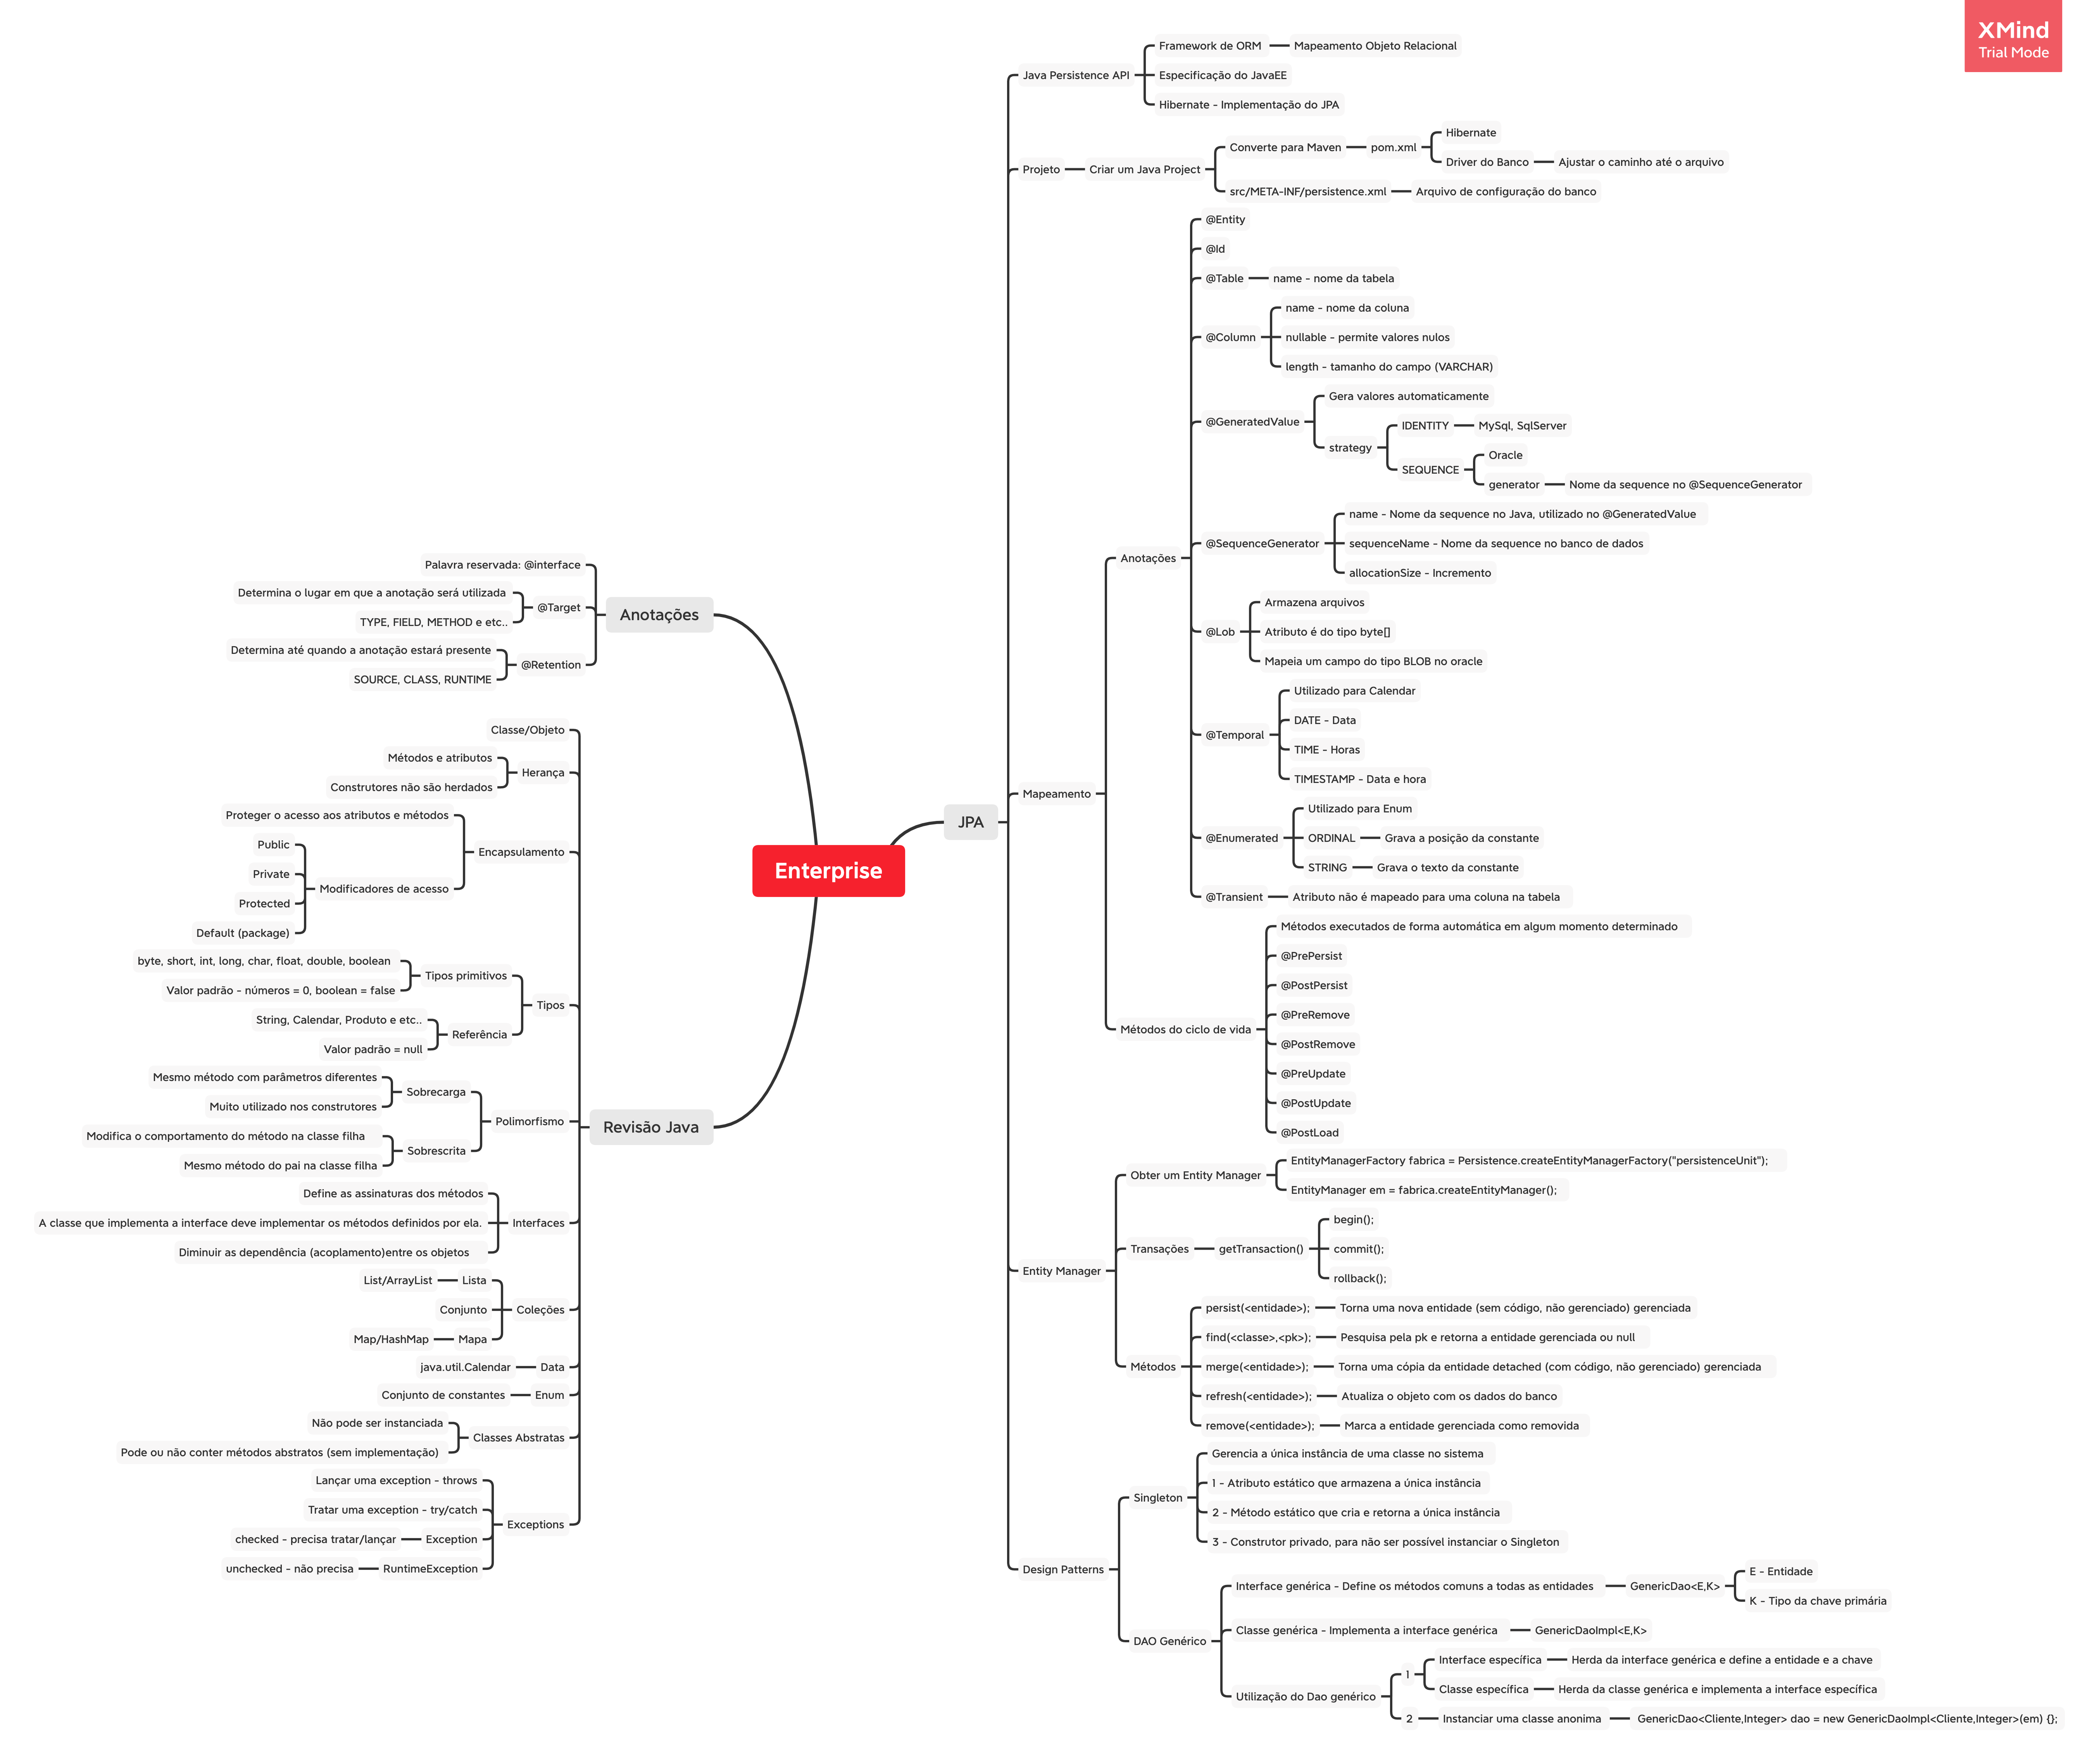 XMind
Trial Mode
Enterprise
JPA
Java Persistence API
Framework de ORM
Mapeamento Objeto Relacional
Especificação do JavaEE
Hibernate - Implementação do JPA
Projeto
Criar um Java Project
Converte para Maven
pom.xml
Hibernate
Driver do Banco
Ajustar o caminho até o arquivo
src/META-INF/persistence.xml
Arquivo de configuração do banco
Mapeamento
Anotações
@Entity
@Id
@Table
name - nome da tabela
@Column
name - nome da coluna
nullable - permite valores nulos
length - tamanho do campo (VARCHAR)
@GeneratedValue
Gera valores automaticamente
strategy
IDENTITY
MySql, SqlServer
SEQUENCE
Oracle
generator
Nome da sequence no @SequenceGenerator
@SequenceGenerator
name - Nome da sequence no Java, utilizado no @GeneratedValue
sequenceName - Nome da sequence no banco de dados
allocationSize - Incremento
@Lob
Armazena arquivos
Atributo é do tipo byte[]
Mapeia um campo do tipo BLOB no oracle
@Temporal
Utilizado para Calendar
DATE - Data
TIME - Horas
TIMESTAMP - Data e hora
@Enumerated
Utilizado para Enum
ORDINAL
Grava a posição da constante
STRING
Grava o texto da constante
@Transient
Atributo não é mapeado para uma coluna na tabela
Métodos do ciclo de vida
Métodos executados de forma automática em algum momento determinado
@PrePersist
@PostPersist
@PreRemove
@PostRemove
@PreUpdate
@PostUpdate
@PostLoad
Entity Manager
Obter um Entity Manager
EntityManagerFactory fabrica = Persistence.createEntityManagerFactory("persistenceUnit");
EntityManager em = fabrica.createEntityManager();
Transações
getTransaction()
begin();
commit();
rollback();
Métodos
persist(<entidade>);
Torna uma nova entidade (sem código, não gerenciado) gerenciada
find(<classe>,<pk>);
Pesquisa pela pk e retorna a entidade gerenciada ou null
merge(<entidade>);
Torna uma cópia da entidade detached (com código, não gerenciado) gerenciada
refresh(<entidade>);
Atualiza o objeto com os dados do banco
remove(<entidade>);
Marca a entidade gerenciada como removida
Design Patterns
Singleton
Gerencia a única instância de uma classe no sistema
1 - Atributo estático que armazena a única instância
2 - Método estático que cria e retorna a única instância
3 - Construtor privado, para não ser possível instanciar o Singleton
DAO Genérico
Interface genérica - Define os métodos comuns a todas as entidades
GenericDao<E,K>
E - Entidade
K - Tipo da chave primária
Classe genérica - Implementa a interface genérica
GenericDaoImpl<E,K>
Utilização do Dao genérico
1
Interface específica
Herda da interface genérica e define a entidade e a chave
Classe específica
Herda da classe genérica e implementa a interface específica
2
Instanciar uma classe anonima
GenericDao<Cliente,Integer> dao = new GenericDaoImpl<Cliente,Integer>(em) {};
Anotações
Palavra reservada: @interface
@Target
Determina o lugar em que a anotação será utilizada
TYPE, FIELD, METHOD e etc..
@Retention
Determina até quando a anotação estará presente
SOURCE, CLASS, RUNTIME
Revisão Java
Classe/Objeto
Herança
Métodos e atributos
Construtores não são herdados
Encapsulamento
Proteger o acesso aos atributos e métodos
Modificadores de acesso
Public
Private
Protected
Default (package)
Tipos
Tipos primitivos
byte, short, int, long, char, float, double, boolean
Valor padrão - números = 0, boolean = false
Referência
String, Calendar, Produto e etc..
Valor padrão = null
Polimorfismo
Sobrecarga
Mesmo método com parâmetros diferentes
Muito utilizado nos construtores
Sobrescrita
Modifica o comportamento do método na classe filha
Mesmo método do pai na classe filha
Interfaces
Define as assinaturas dos métodos
A classe que implementa a interface deve implementar os métodos definidos por ela.
Diminuir as dependência (acoplamento)entre os objetos
Coleções
Lista
List/ArrayList
Conjunto
Mapa
Map/HashMap
Data
java.util.Calendar
Enum
Conjunto de constantes
Classes Abstratas
Não pode ser instanciada
Pode ou não conter métodos abstratos (sem implementação)
Exceptions
Lançar uma exception - throws
Tratar uma exception - try/catch
Exception
checked - precisa tratar/lançar
RuntimeException
unchecked - não precisa